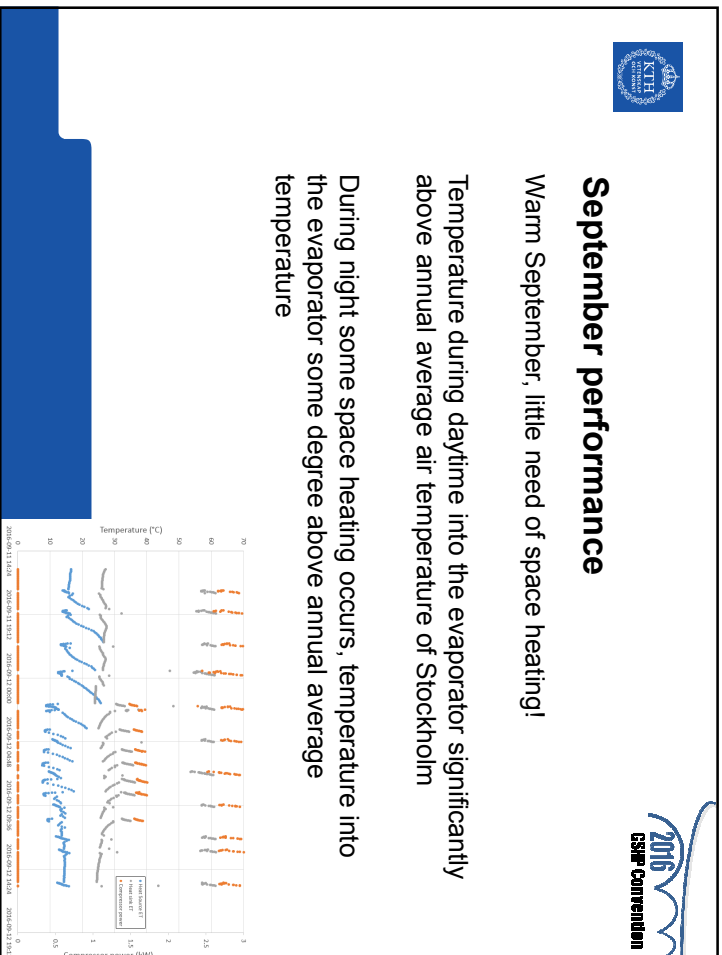 KTH
VETENSKAP
OCH KONST
2016
GSHP Convention
September performance
Warm September, little need of space heating!
Temperature during daytime into the evaporator significantly
above annual average air temperature of Stockholm
During night some space heating occurs, temperature into
the evaporator some degree above annual average
temperature
Temperature (°C)
70
60
50
40
30
20
10
0
3
2.5
2
1.5
1
0.5
0
Compressor power (kW)
Heat Source ET
Heat sink ET
Compressor power
2016-09-11 14:24
2016-09-11 19:12
2016-09-12 00:00
2016-09-12 04:48
2016-09-12 09:36
2016-09-12 14:24
2016-09-12 19:1